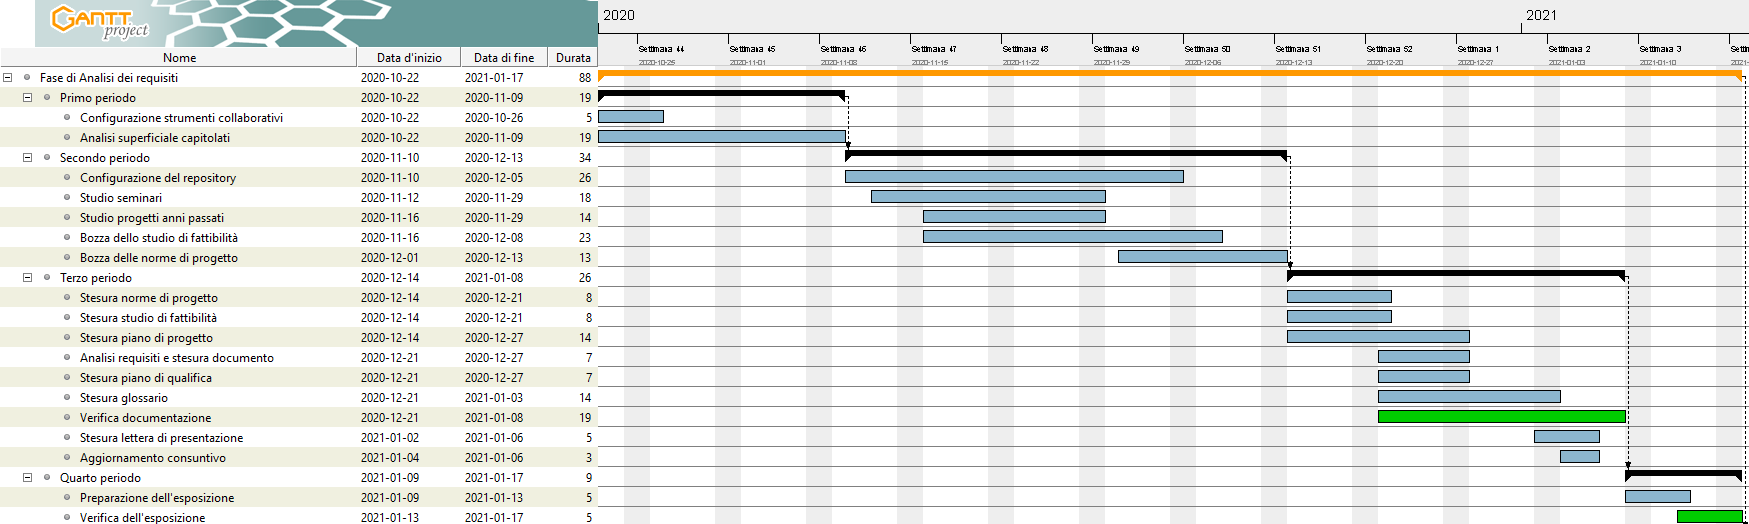 GANTT
project
2020 2021
Settimana 44 Settimana 45 Settimana 46 Settimana 47 Settimana 48 Settimana 49 Settimana 50 Settimana 51 Settimana 52 Settimana 1 Settimana 2 Settimana 3
Nome Data d'inizio Data di fine Durata
2020-10-25 2020-11-01 2020-11-08 2020-11-15 2020-11-22 2020-11-29 2020-12-06 2020-12-13 2020-12-20 2020-12-27 2021-01-03 2021-01-10
Fase di Analisi dei requisiti 2020-10-22 2021-01-17 88
Primo periodo 2020-10-22 2020-11-09 19
Configurazione strumenti collaborativi 2020-10-22 2020-10-26 5
Analisi superficiale capitolati 2020-10-22 2020-11-09 19
Secondo periodo 2020-11-10 2020-12-13 34
Configurazione del repository 2020-11-10 2020-12-05 26
Studio seminari 2020-11-12 2020-11-29 18
Studio progetti anni passati 2020-11-16 2020-11-29 14
Bozza dello studio di fattibilità 2020-11-16 2020-12-08 23
Bozza delle norme di progetto 2020-12-01 2020-12-13 13
Terzo periodo 2020-12-14 2021-01-08 26
Stesura norme di progetto 2020-12-14 2020-12-21 8
Stesura studio di fattibilità 2020-12-14 2020-12-21 8
Stesura piano di progetto 2020-12-14 2020-12-27 14
Analisi requisiti e stesura documento 2020-12-21 2020-12-27 7
Stesura piano di qualifica 2020-12-21 2020-12-27 7
Stesura glossario 2020-12-21 2021-01-03 14
Verifica documentazione 2020-12-21 2021-01-08 19
Stesura lettera di presentazione 2021-01-02 2021-01-06 5
Aggiornamento consuntivo 2021-01-04 2021-01-06 3
Quarto periodo 2021-01-09 2021-01-17 9
Preparazione dell'esposizione 2021-01-09 2021-01-13 5
Verifica dell'esposizione 2021-01-13 2021-01-17 5